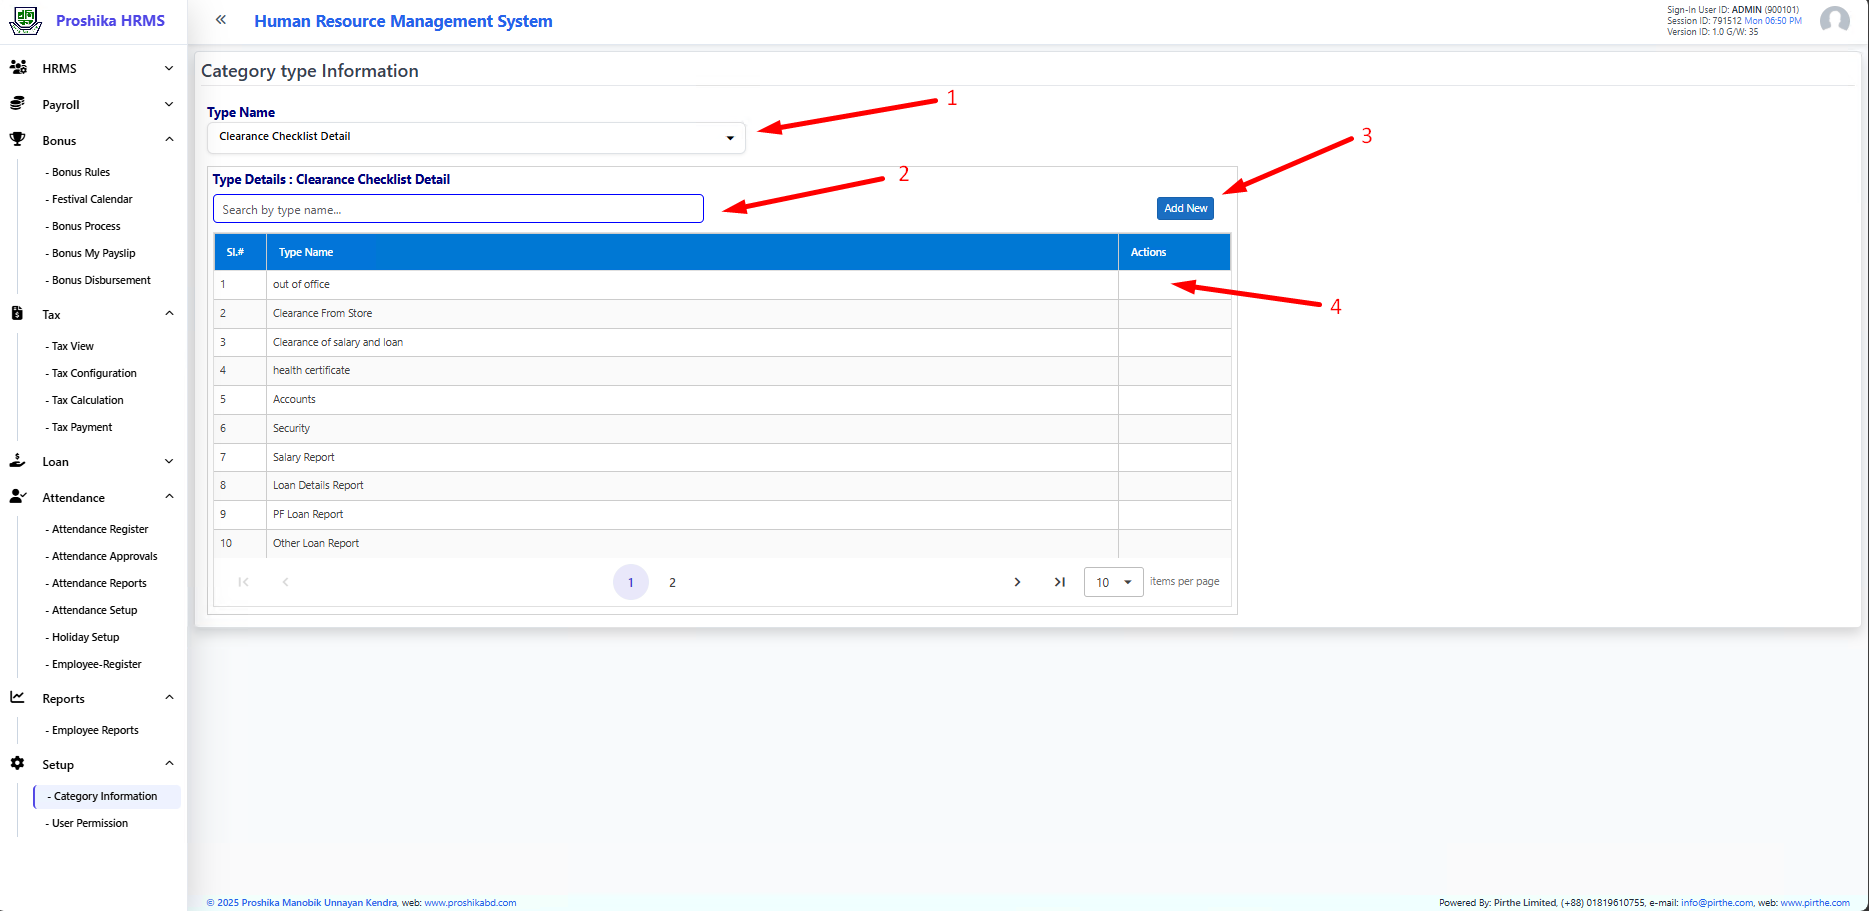 Proshika HRMS
Human Resource Management System
Sign-In User ID: ADMIN (900101)
Session ID: 791512 Mon 06:50 PM
Version ID: 1.0 G/W: 35
HRMS
Payroll
Bonus
- Bonus Rules
- Festival Calendar
- Bonus Process
- Bonus My Payslip
- Bonus Disbursement
Tax
- Tax View
- Tax Configuration
- Tax Calculation
- Tax Payment
Loan
Attendance
- Attendance Register
- Attendance Approvals
- Attendance Reports
- Attendance Setup
- Holiday Setup
- Employee-Register
Reports
- Employee Reports
Setup
- Category Information
- User Permission
Category type Information
Type Name
1
Clearance Checklist Detail
3
Type Details : Clearance Checklist Detail
2
Search by type name...
Add New
Sl.# Type Name Actions
1 out of office
4
2 Clearance From Store
3 Clearance of salary and loan
4 health certificate
5 Accounts
6 Security
7 Salary Report
8 Loan Details Report
9 PF Loan Report
10 Other Loan Report
1 2 10 items per page
© 2025 Proshika Manobik Unnayan Kendra, web: www.proshikabd.com
Powered By: Pirthe Limited, (+88) 01819610755, e-mail: info@pirthe.com, web: www.pirthe.com